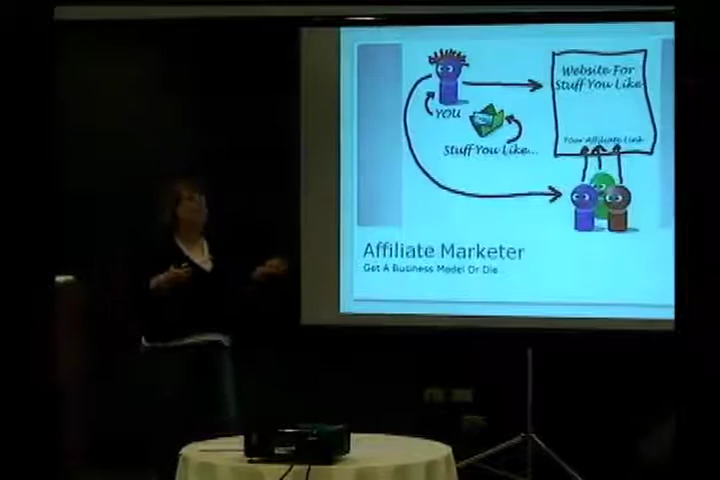 Website For
Stuff You Like
YOU
Your Affiliate Link
Stuff You Like...
Affiliate Marketer
Get A Business Model Or Die